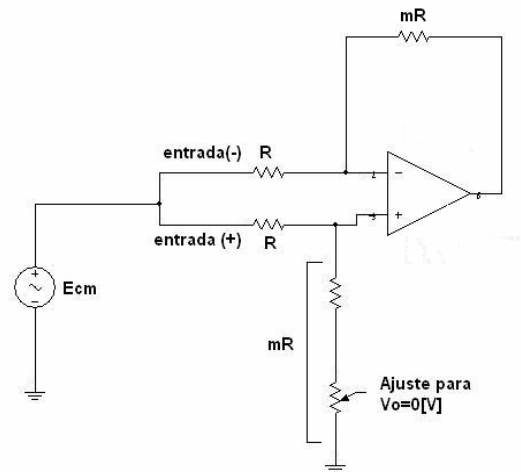 mR
entrada(-)
R
entrada (+)
R
Ecm
mR
Ajuste para
Vo=0[V]